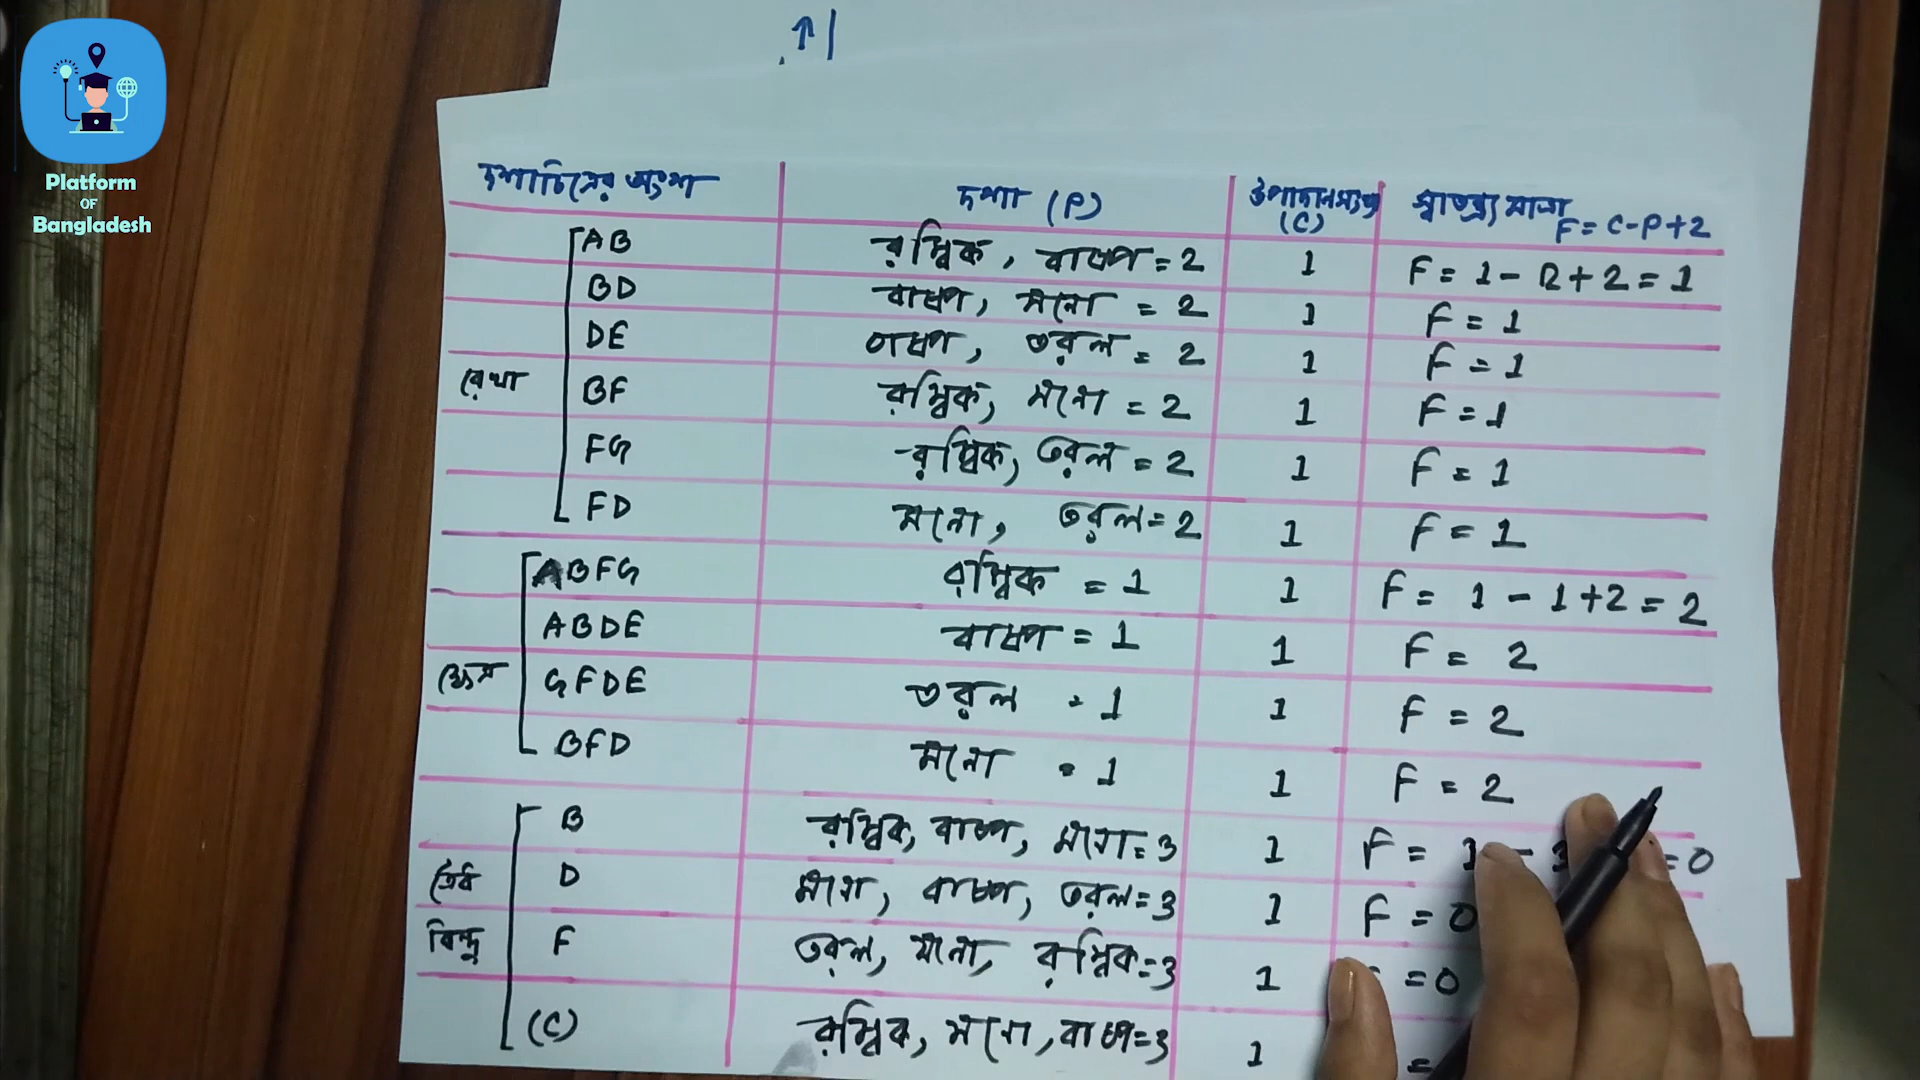 Platform
OF
Bangladesh
দশাচিত্রের অংশ দশা (P) উপাদানসংখ্যা (C) স্বাতন্ত্র্য মাত্রা F = C-P+2
AB রম্বিক, বাষ্প = 2 1 F = 1 - 2 + 2 = 1
BD বাষ্প, মনো = 2 1 F = 1
DE বাষ্প, তরল = 2 1 F = 1
রেখা BF রম্বিক, মনো = 2 1 F = 1
FG রম্বিক, তরল = 2 1 F = 1
FD মনো, তরল = 2 1 F = 1
ABFG রম্বিক = 1 1 F = 1 - 1 + 2 = 2
ABDE বাষ্প = 1 1 F = 2
ক্ষেত্র GFDE তরল = 1 1 F = 2
BFD মনো = 1 1 F = 2
B রম্বিক, বাষ্প, মনো = 3 1 F = 1 - 3 = 0
ত্রৈধ D মনো, বাষ্প, তরল = 3 1 F = 0
বিন্দু F তরল, মনো, রম্বিক = 3 1 = 0
(C) রম্বিক, মনো, বাষ্প = 3 1 =